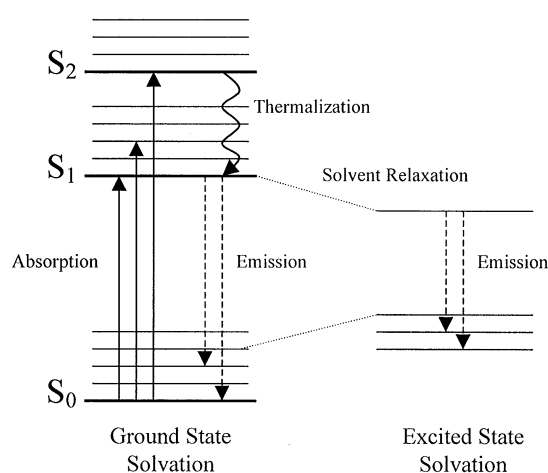 S2
Thermalization
S1
Solvent Relaxation
Absorption
Emission
Emission
S0
Ground State
Solvation
Excited State
Solvation